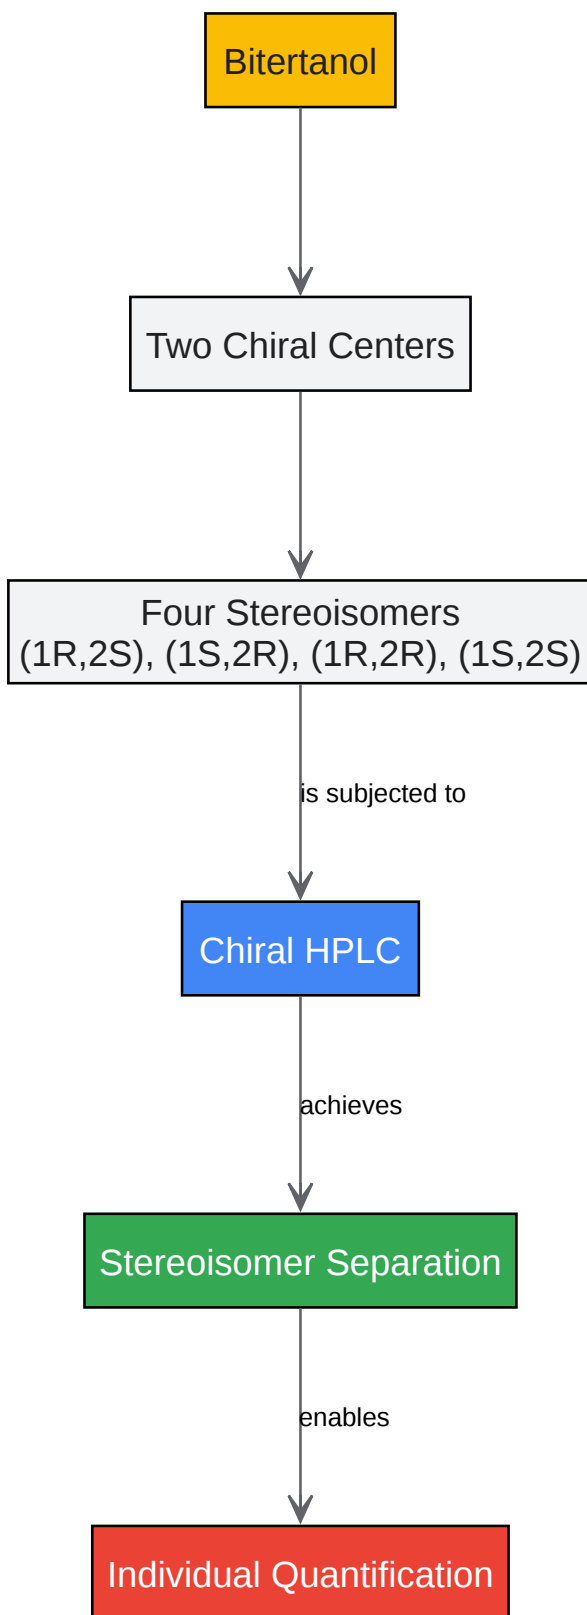 Bitertanol
Two Chiral Centers
Four Stereoisomers
(1R,2S), (1S,2R), (1R,2R), (1S,2S)
is subjected to
Chiral HPLC
achieves
Stereoisomer Separation
enables
Individual Quantification